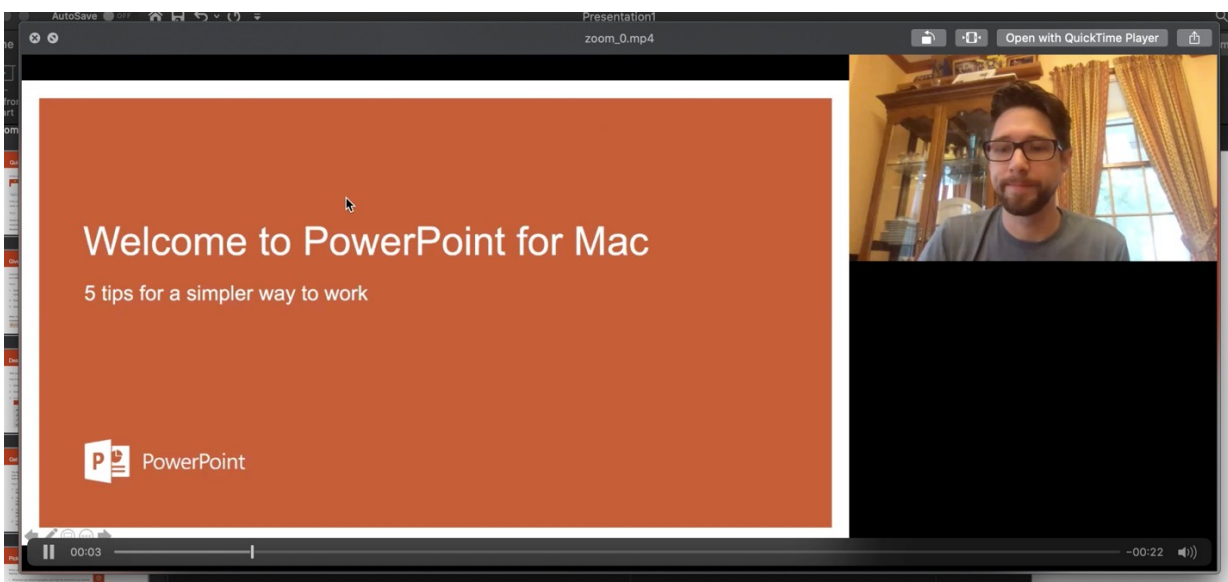 AutoSave OFF
Presentation1
zoom_0.mp4
Open with QuickTime Player
Welcome to PowerPoint for Mac
5 tips for a simpler way to work
P
PowerPoint
00:03
-00:22